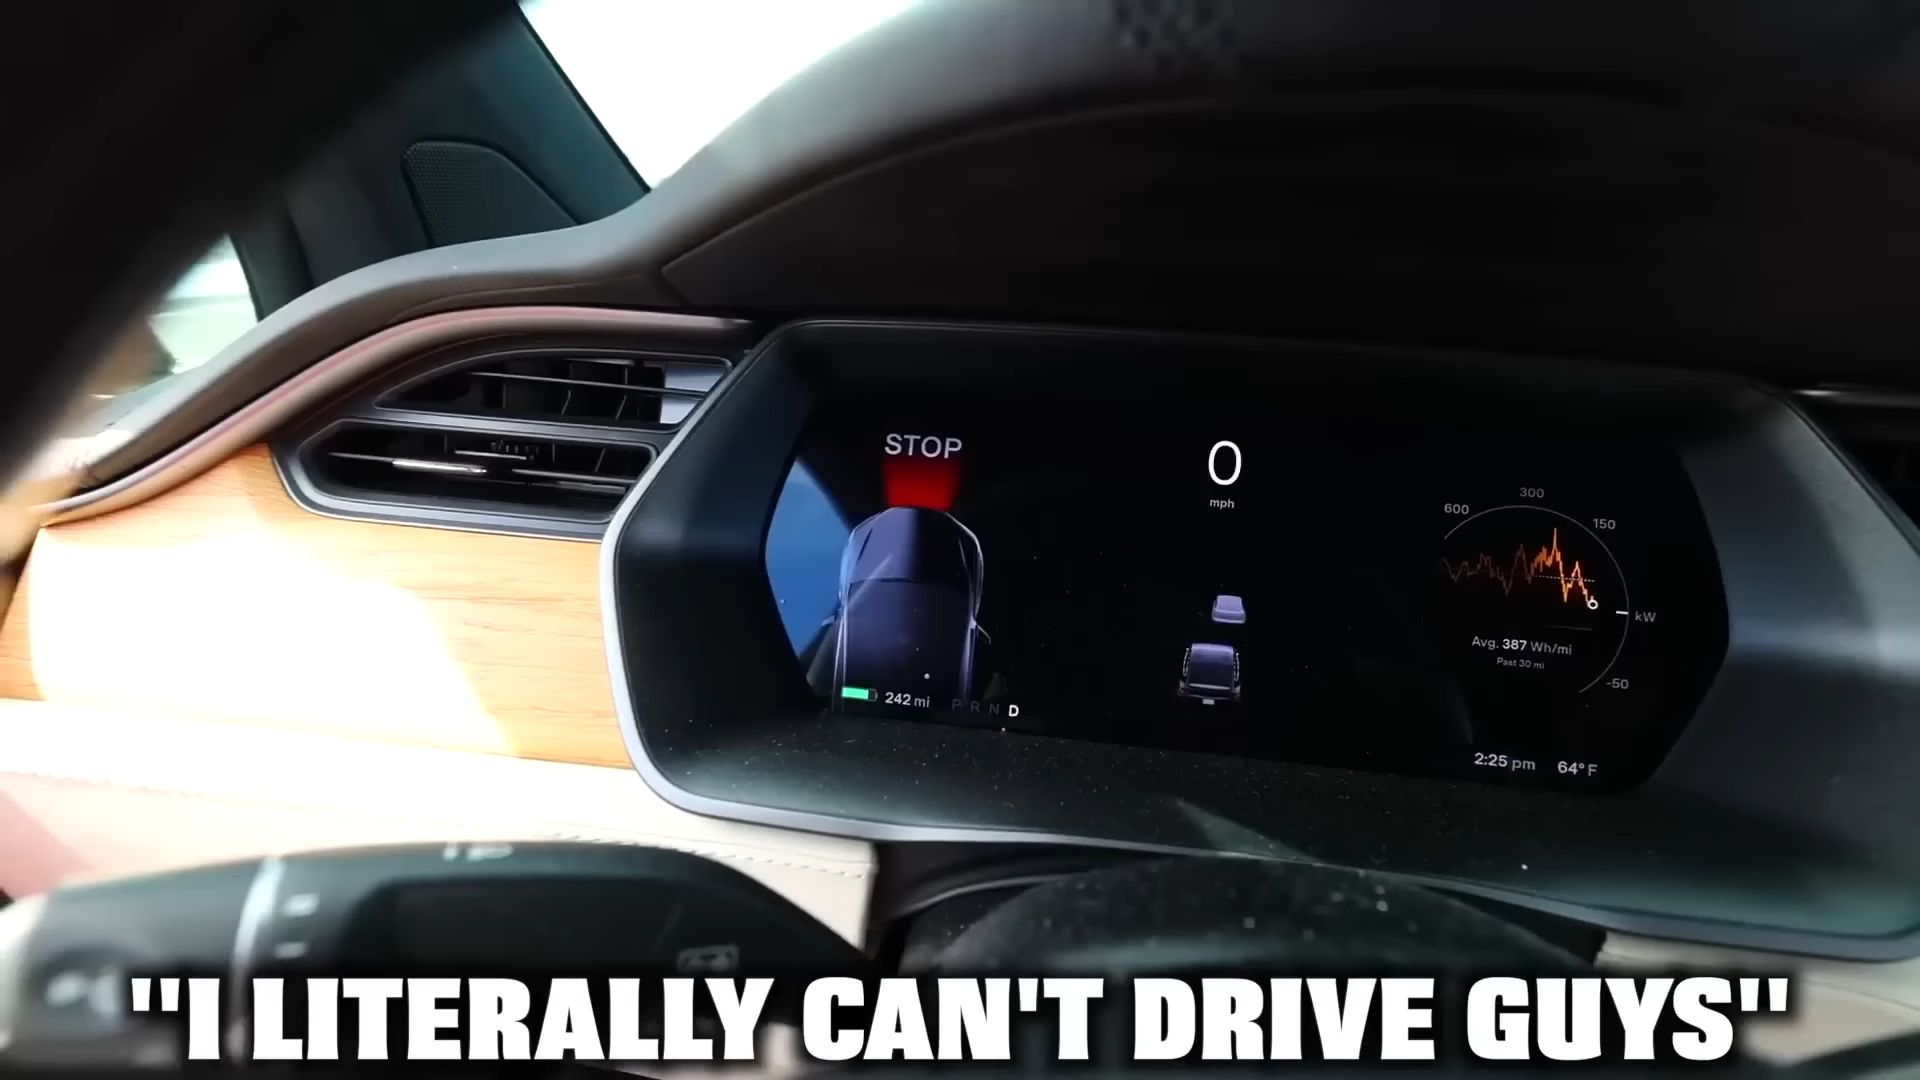 STOP
0
mph
600
300
150
kW
-50
Avg. 387 Wh/mi
Past 30 mi
242 mi
P R N D
2:25 pm 64° F
"I LITERALLY CAN'T DRIVE GUYS"